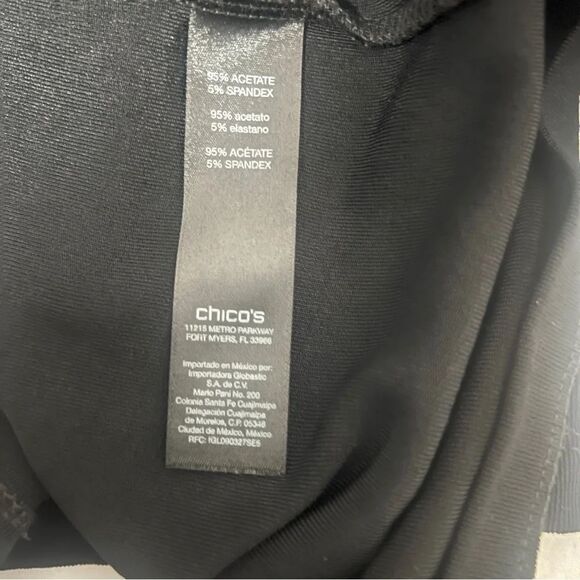 95% ACETATE
5% SPANDEX
95% acetato
5% elastano
95% ACÉTATE
5% SPANDEX
chico's
11215 METRO PARKWAY
FORT MYERS, FL 33966
Importado en México por:
Importadora Globastic
S.A. de C.V.
Mario Pani No. 200
Colonia Santa Fe Cuajimalpa
Delegación Cuajimalpa
de Morelos, C.P. 05348
Ciudad de México, México
RFC: IGL090327SE5